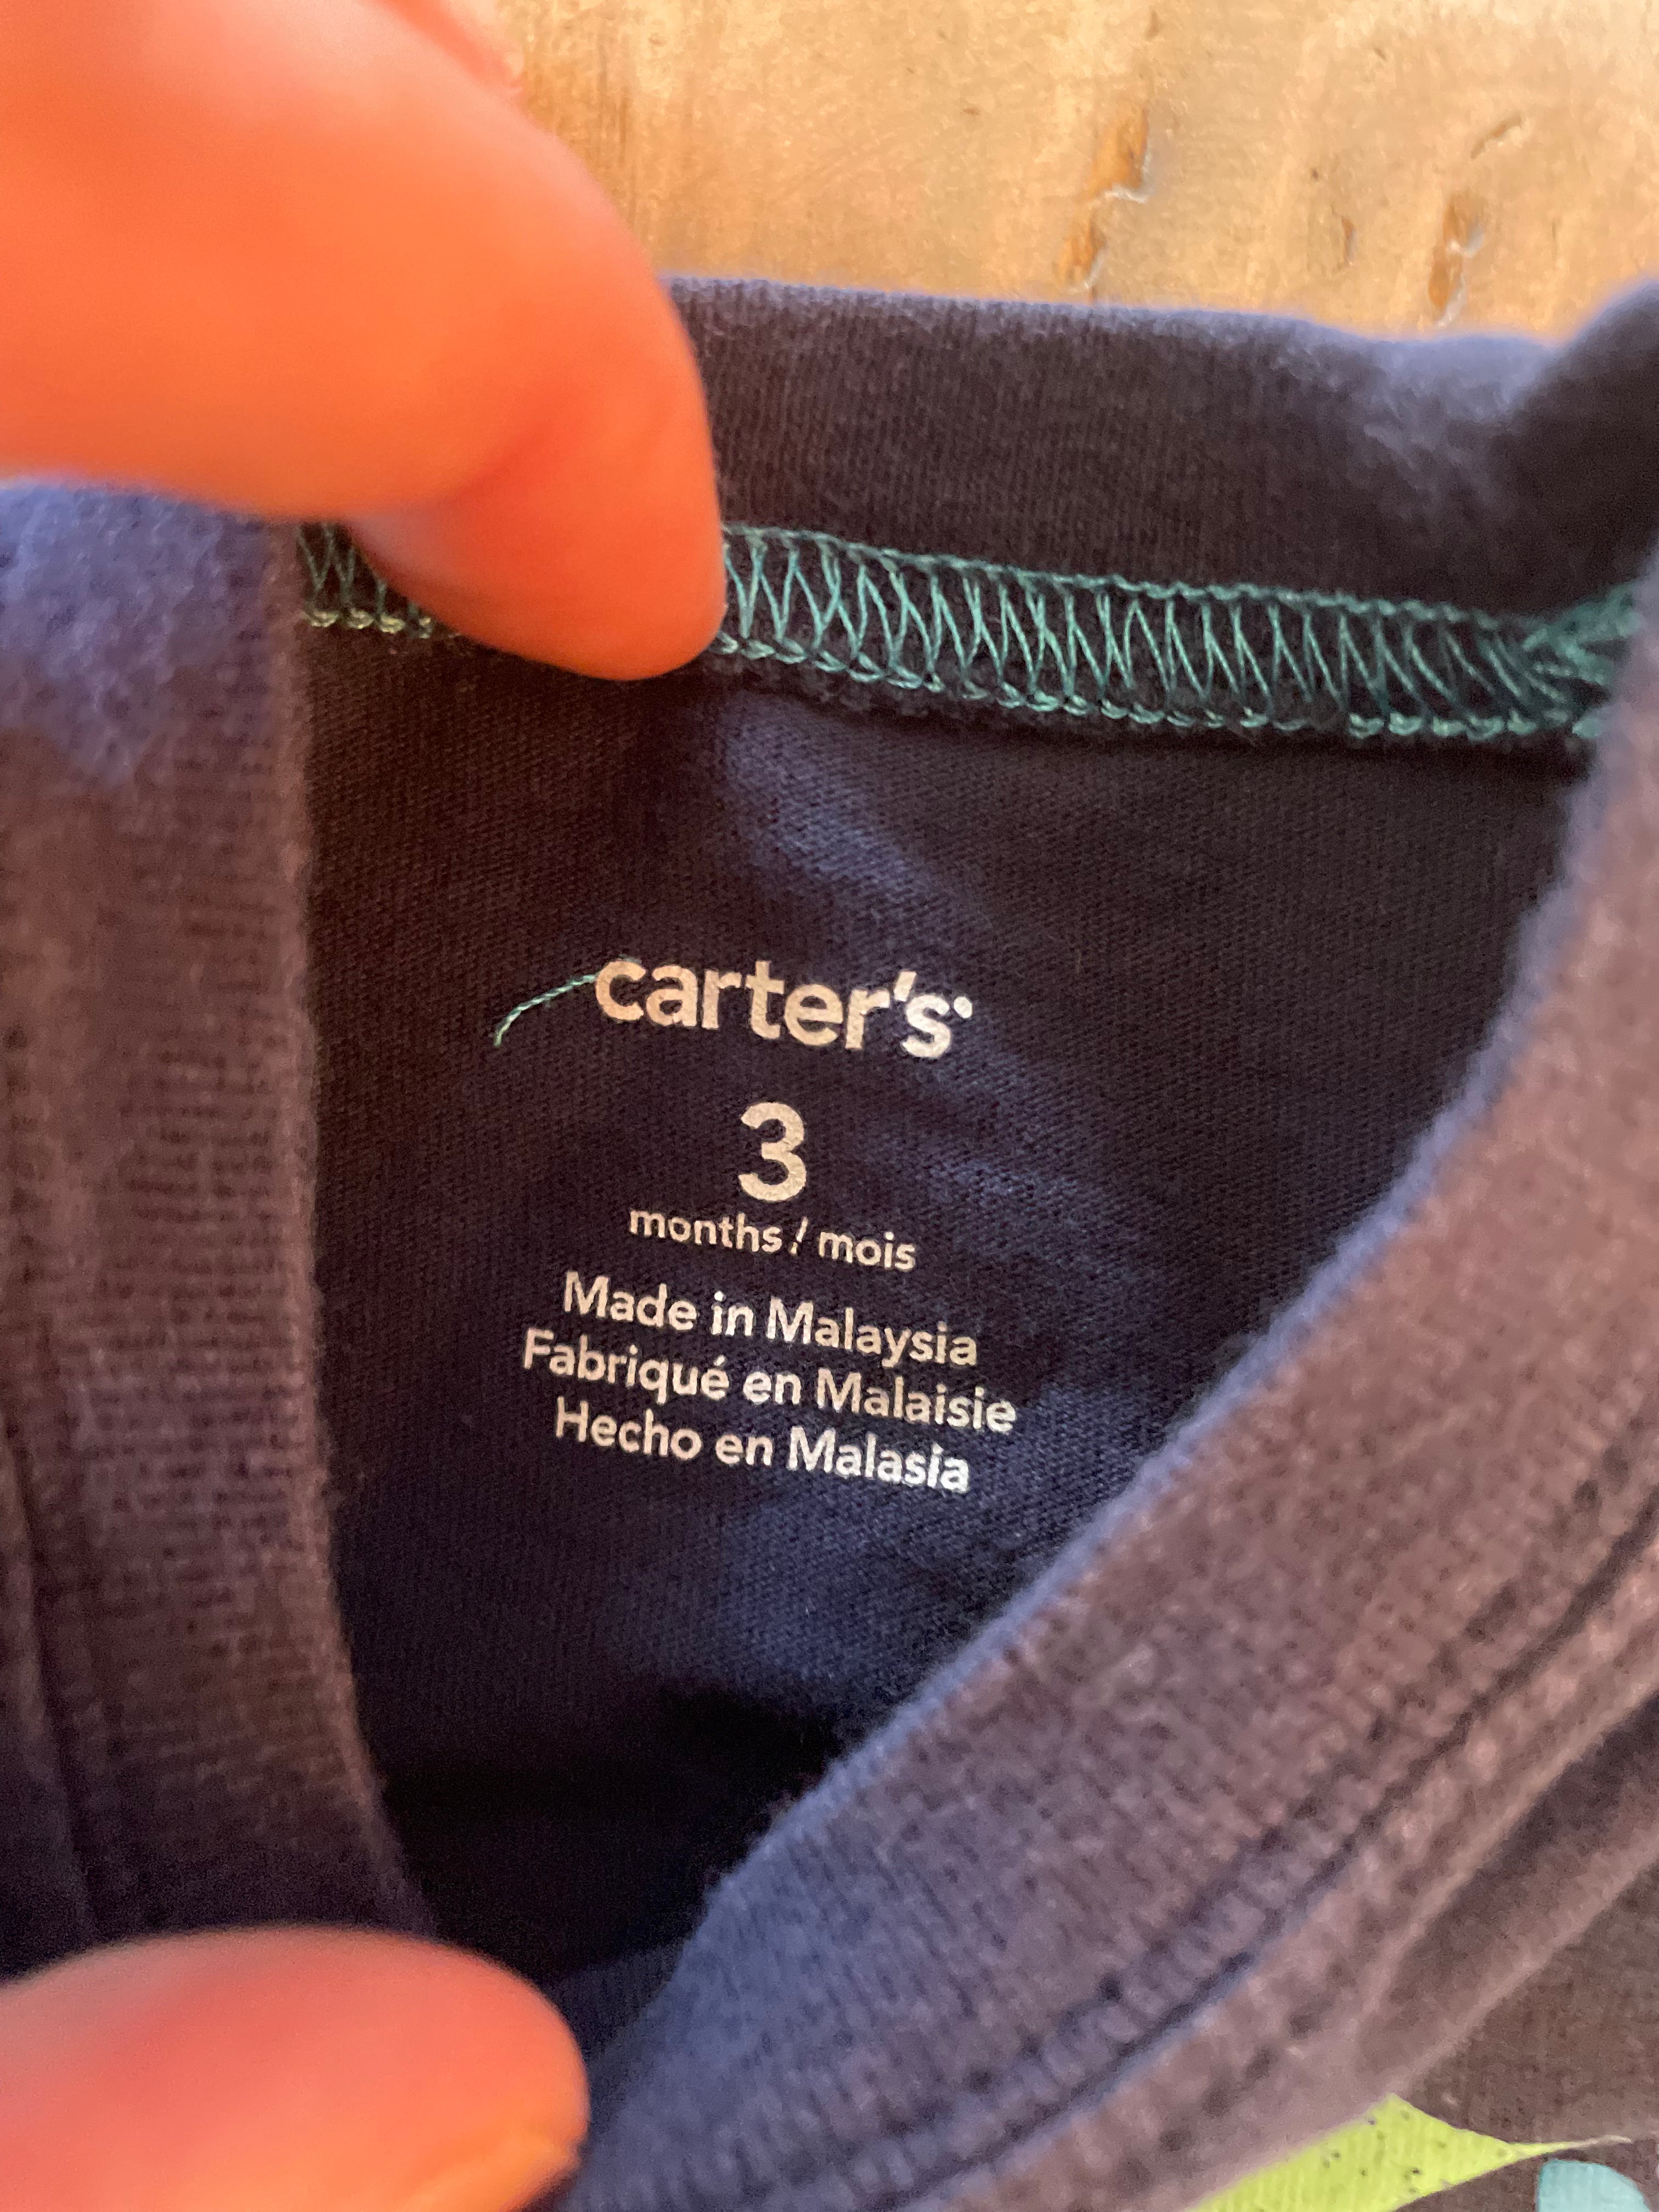 carter's
3
months / mois
Made in Malaysia
Fabriqué en Malaisie
Hecho en Malasia